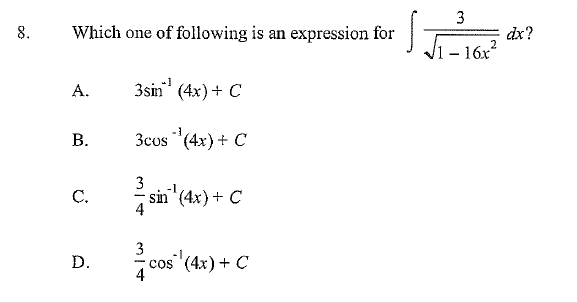 8. Which one of following is an expression for ∫ 3/√(1 – 16x²) dx?
A. 3sin⁻¹ (4x) + C
B. 3cos ⁻¹(4x) + C
C. 3/4 sin⁻¹(4x) + C
D. 3/4 cos⁻¹(4x) + C